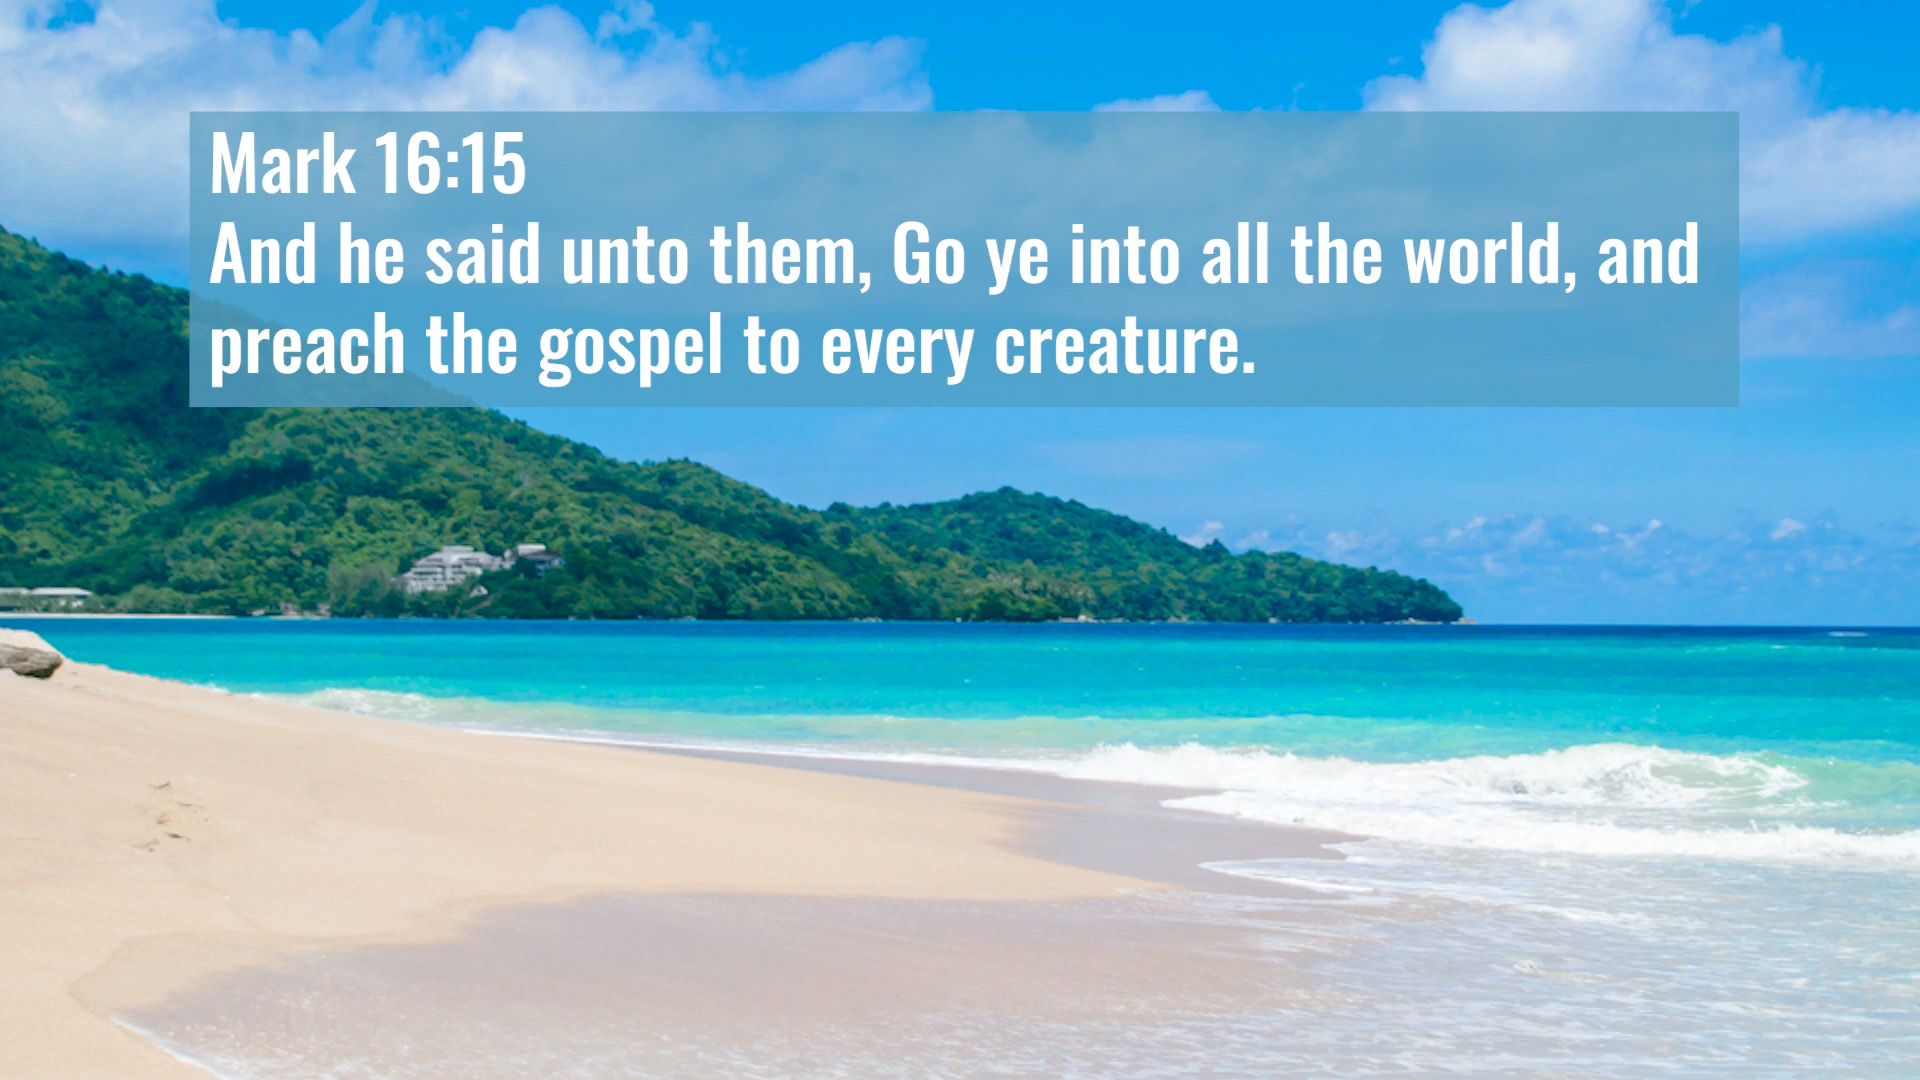 Mark 16:15
And he said unto them, Go ye into all the world, and
preach the gospel to every creature.